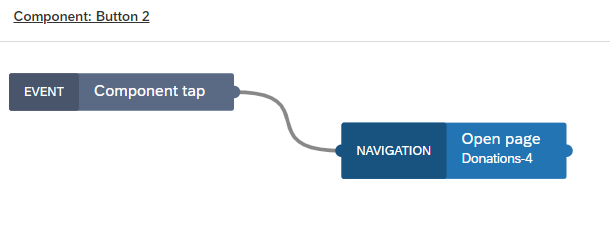 Component: Button 2
EVENT Component tap
NAVIGATION Open page
Donations-4